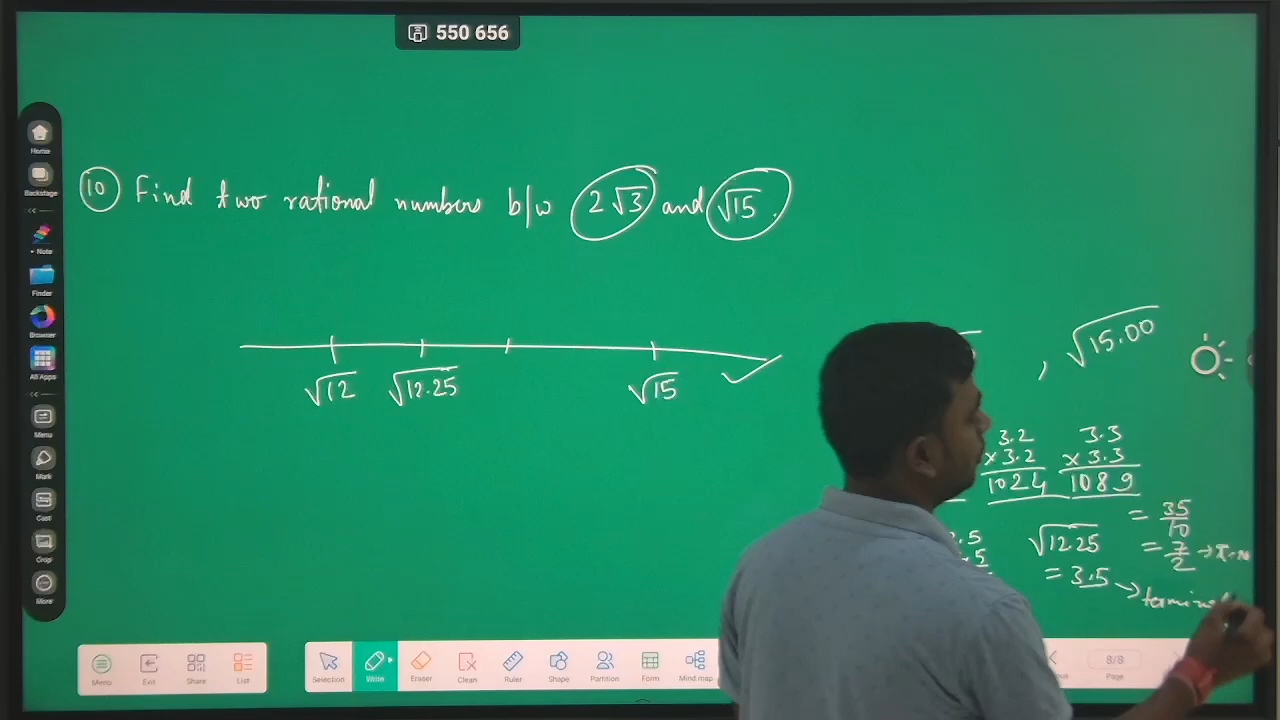 550 656
10 Find two rational numbers b/w 2√3 and √15.
√12 √12.25 √15
, √15.00
3.2 3.3
×3.2 ×3.3
1024 1089
= 35/10
√12.25 = 7/2
= 3.5 →
Home
Backstage
Note
Finder
Browser
All Apps
Menu
Mark
Cast
Crop
More
Menu Exit Share List Selection Write Eraser Clean Ruler Shape Partition Form Mind map Page
8/8